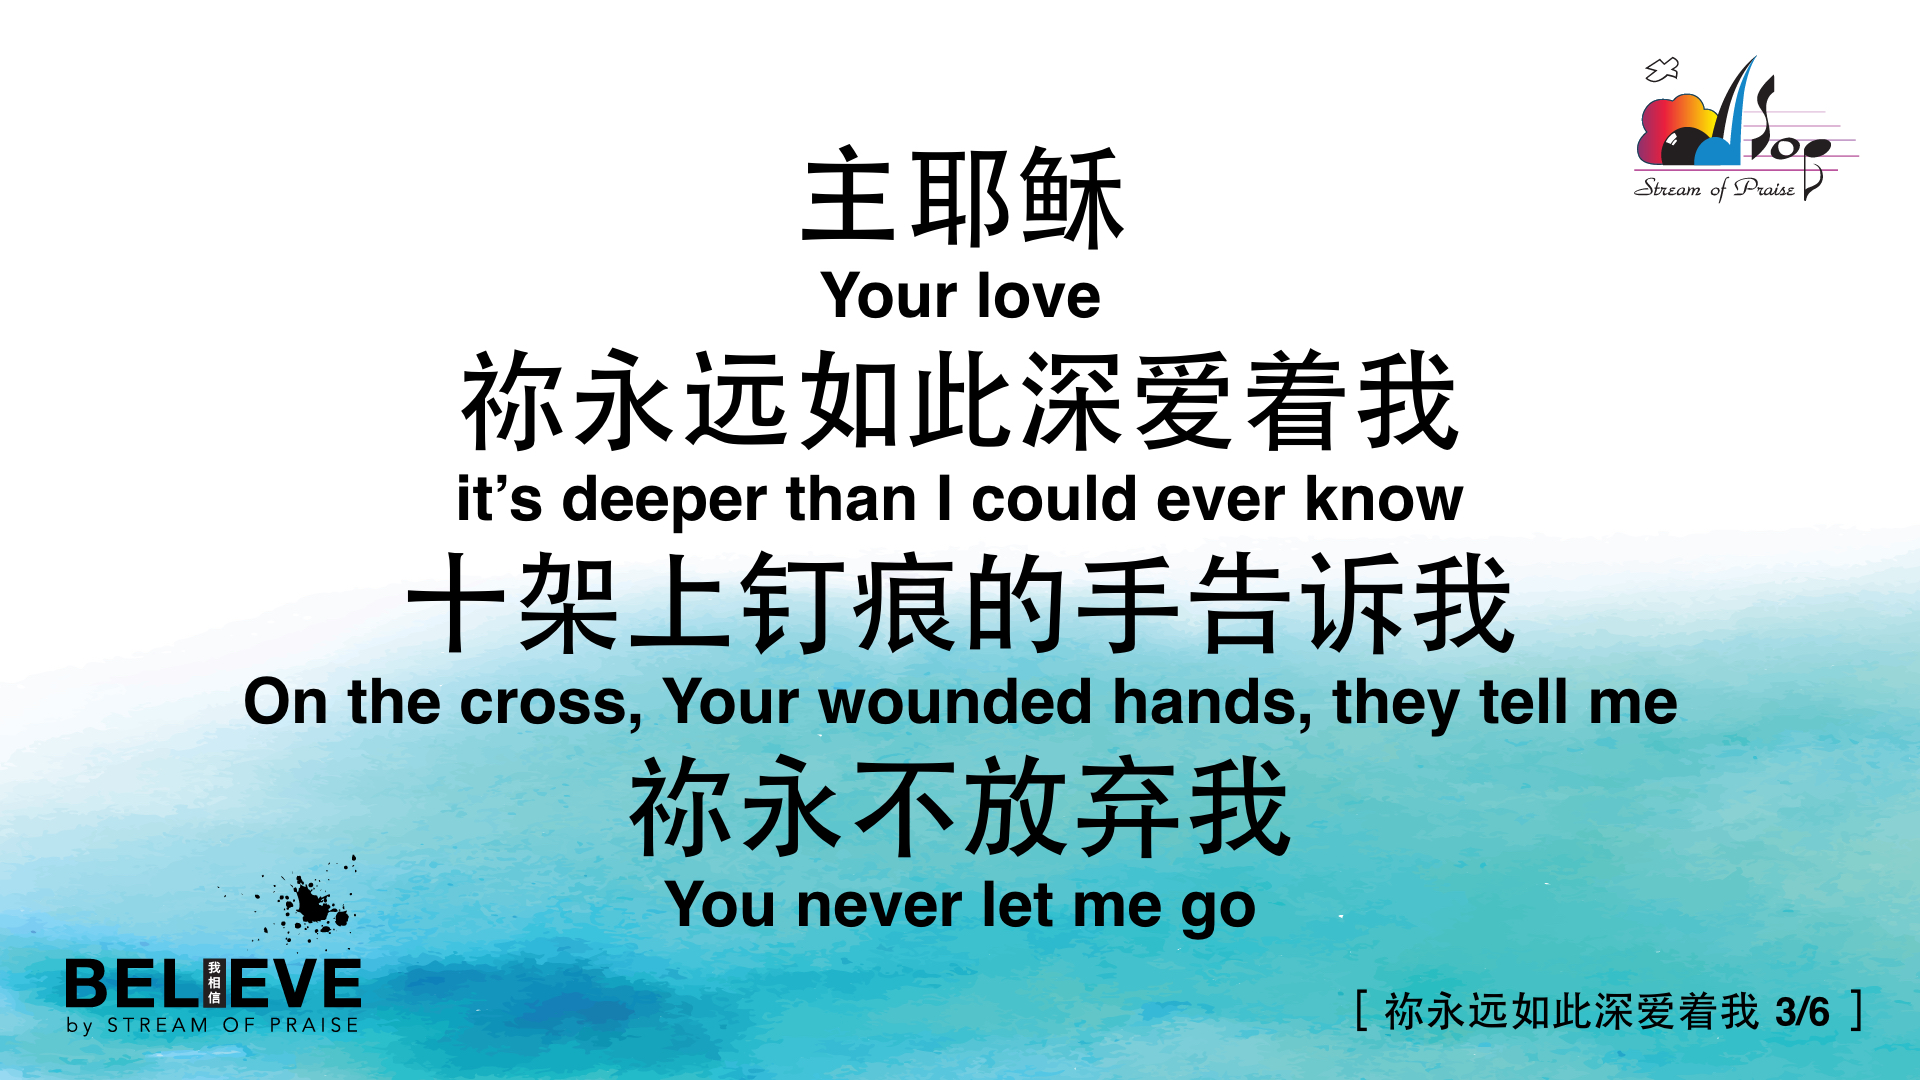 Sop
Stream of Praise
主耶稣
Your love
祢永远如此深爱着我
it’s deeper than I could ever know
十架上钉痕的手告诉我
On the cross, Your wounded hands, they tell me
祢永不放弃我
You never let me go
BELIEVE
我相信
by STREAM OF PRAISE
[ 祢永远如此深爱着我 3/6 ]